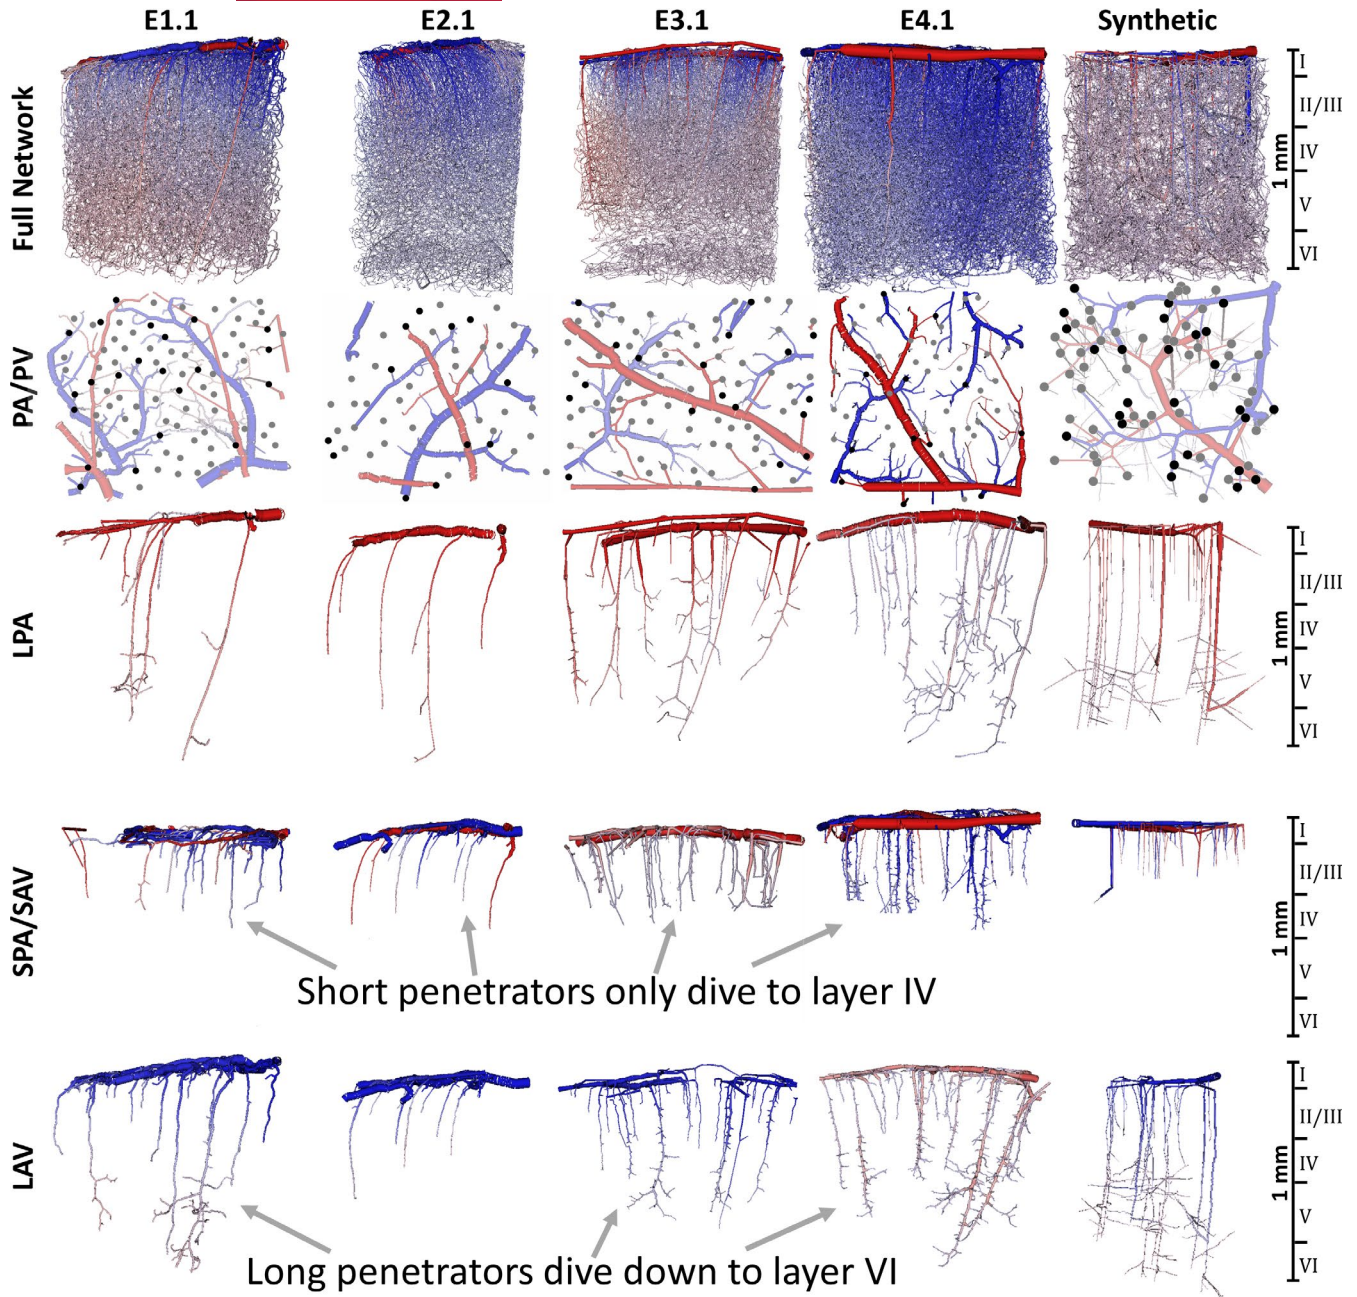 E1.1 E2.1 E3.1 E4.1 Synthetic
Full Network
I
II/III
IV
V
VI
1 mm
PA/PV
LPA
I
II/III
IV
V
VI
1 mm
SPA/SAV
I
II/III
IV
V
VI
1 mm
Short penetrators only dive to layer IV
LAV
I
II/III
IV
V
VI
1 mm
Long penetrators dive down to layer VI